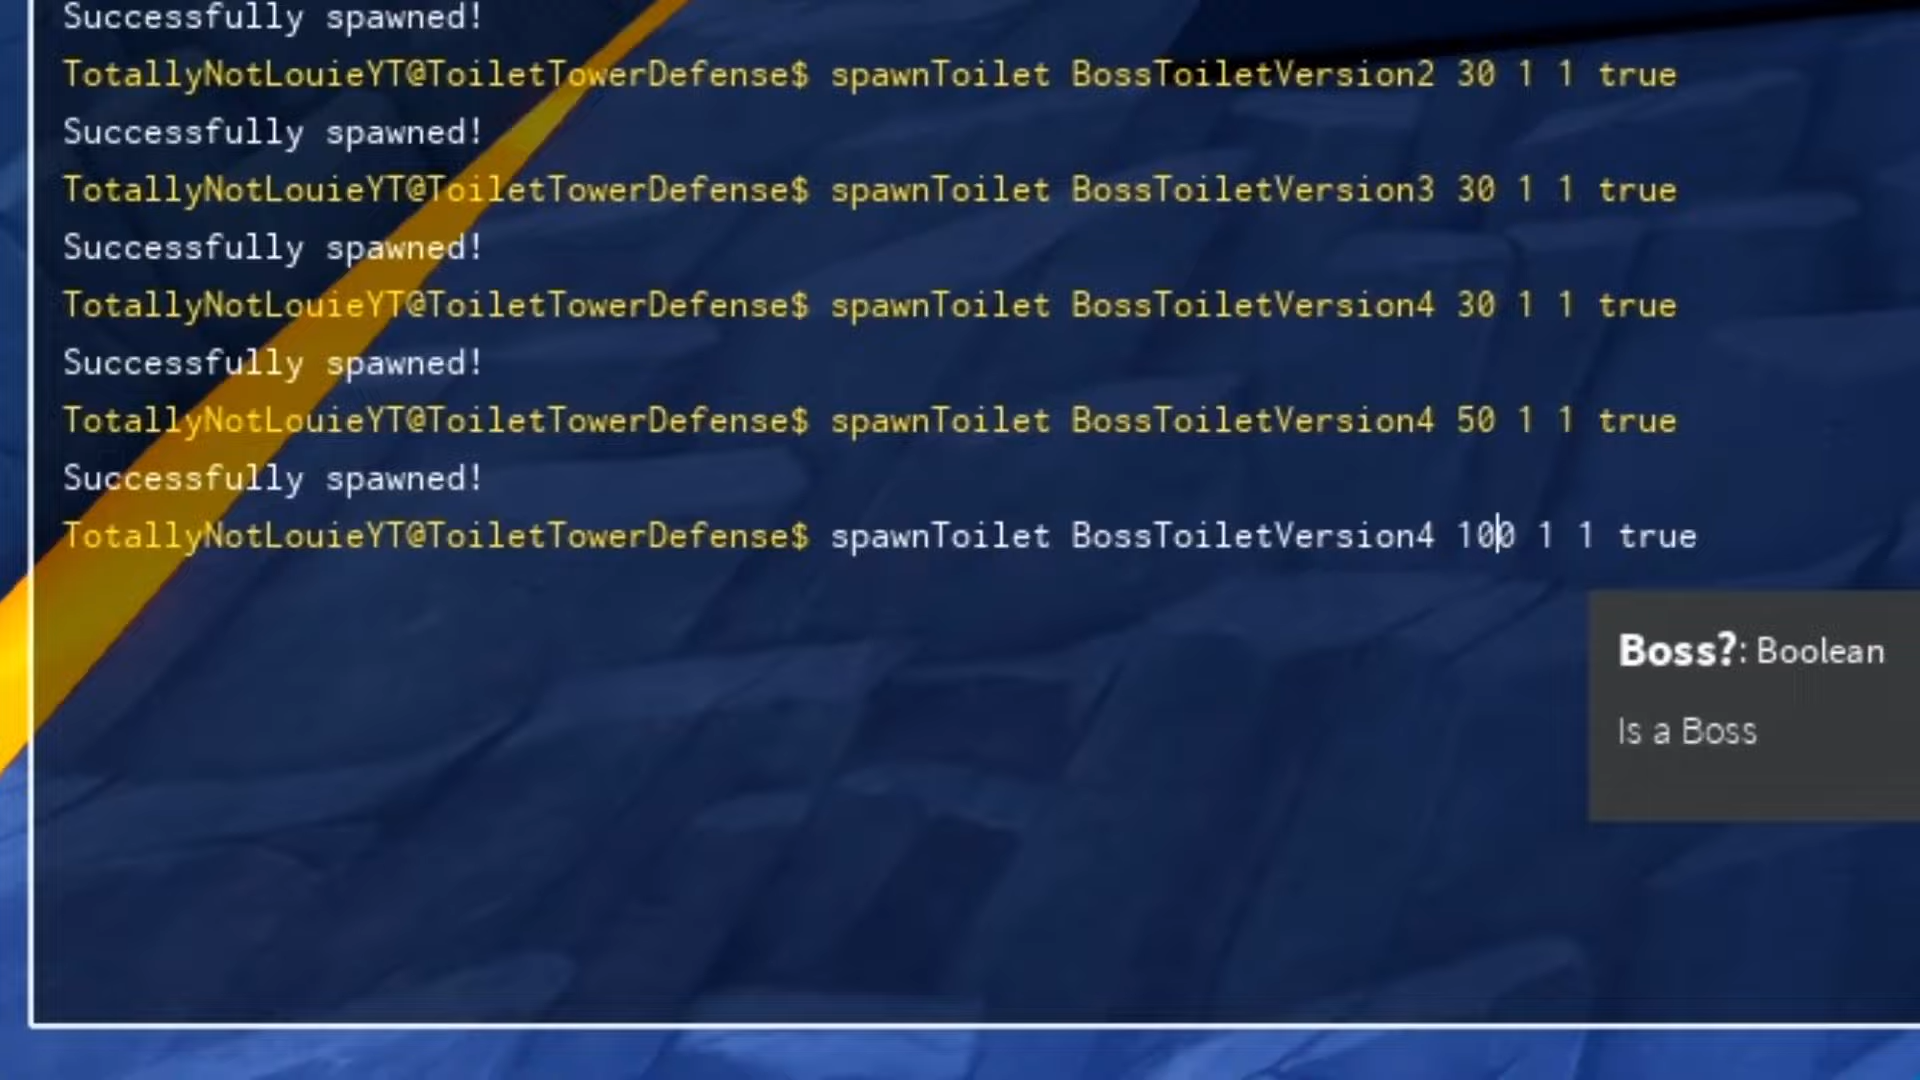 Successfully spawned!
TotallyNotLouieYT@ToiletTowerDefense$ spawnToilet BossToiletVersion2 30 1 1 true
Successfully spawned!
TotallyNotLouieYT@ToiletTowerDefense$ spawnToilet BossToiletVersion3 30 1 1 true
Successfully spawned!
TotallyNotLouieYT@ToiletTowerDefense$ spawnToilet BossToiletVersion4 30 1 1 true
Successfully spawned!
TotallyNotLouieYT@ToiletTowerDefense$ spawnToilet BossToiletVersion4 50 1 1 true
Successfully spawned!
TotallyNotLouieYT@ToiletTowerDefense$ spawnToilet BossToiletVersion4 100 1 1 true
Boss?: Boolean
Is a Boss